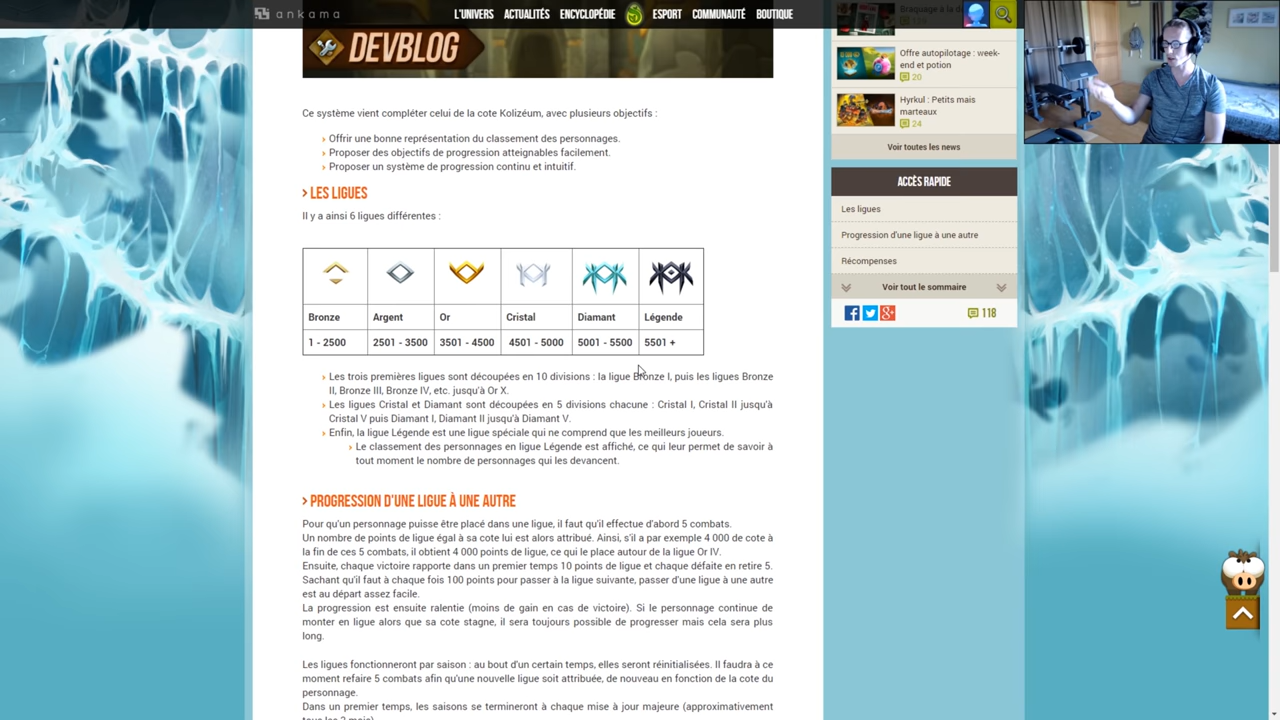 ankama
L'UNIVERS ACTUALITÉS ENCYCLOPÉDIE ESPORT COMMUNAUTÉ BOUTIQUE
DEVBLOG
Ce système vient compléter celui de la cote Kolizéum, avec plusieurs objectifs :
Offrir une bonne représentation du classement des personnages.
Proposer des objectifs de progression atteignables facilement.
Proposer un système de progression continu et intuitif.
LES LIGUES
Il y a ainsi 6 ligues différentes :
Bronze Argent Or Cristal Diamant Légende
1 - 2500 2501 - 3500 3501 - 4500 4501 - 5000 5001 - 5500 5501 +
Les trois premières ligues sont découpées en 10 divisions : la ligue Bronze I, puis les ligues Bronze
II, Bronze III, Bronze IV, etc. jusqu'à Or X.
Les ligues Cristal et Diamant sont découpées en 5 divisions chacune : Cristal I, Cristal II jusqu'à
Cristal V puis Diamant I, Diamant II jusqu'à Diamant V.
Enfin, la ligue Légende est une ligue spéciale qui ne comprend que les meilleurs joueurs.
Le classement des personnages en ligue Légende est affiché, ce qui leur permet de savoir à
tout moment le nombre de personnages qui les devancent.
PROGRESSION D'UNE LIGUE À UNE AUTRE
Pour qu'un personnage puisse être placé dans une ligue, il faut qu'il effectue d'abord 5 combats.
Un nombre de points de ligue égal à sa cote lui est alors attribué. Ainsi, s'il a par exemple 4 000 de cote à
la fin de ces 5 combats, il obtient 4 000 points de ligue, ce qui le place autour de la ligue Or IV.
Ensuite, chaque victoire rapporte dans un premier temps 10 points de ligue et chaque défaite en retire 5.
Sachant qu'il faut à chaque fois 100 points pour passer à la ligue suivante, passer d'une ligue à une autre
est au départ assez facile.
La progression est ensuite ralentie (moins de gain en cas de victoire). Si le personnage continue de
monter en ligue alors que sa cote stagne, il sera toujours possible de progresser mais cela sera plus
long.
Les ligues fonctionneront par saison : au bout d'un certain temps, elles seront réinitialisées. Il faudra à ce
moment refaire 5 combats afin qu'une nouvelle ligue soit attribuée, de nouveau en fonction de la cote du
personnage.
Dans un premier temps, les saisons se termineront à chaque mise à jour majeure (approximativement
tous les 3 mois).
Braquage a la
Offre autopilotage : week-
end et potion
20
Hyrkul : Petits mais
marteaux
24
Voir toutes les news
ACCÈS RAPIDE
Les ligues
Progression d'une ligue à une autre
Récompenses
Voir tout le sommaire
118